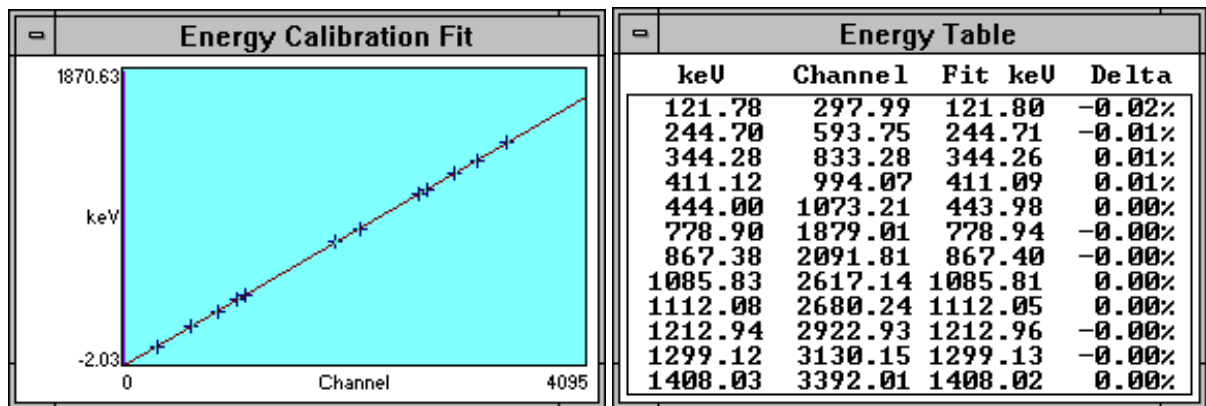 Energy Calibration Fit
1870.63
keV
-2.03
0 Channel 4095
Energy Table
keV Channel Fit keV Delta
121.78 297.99 121.80 -0.02%
244.70 593.75 244.71 -0.01%
344.28 833.28 344.26 0.01%
411.12 994.07 411.09 0.01%
444.00 1073.21 443.98 0.00%
778.90 1879.01 778.94 -0.00%
867.38 2091.81 867.40 -0.00%
1085.83 2617.14 1085.81 0.00%
1112.08 2680.24 1112.05 0.00%
1212.94 2922.93 1212.96 -0.00%
1299.12 3130.15 1299.13 -0.00%
1408.03 3392.01 1408.02 0.00%